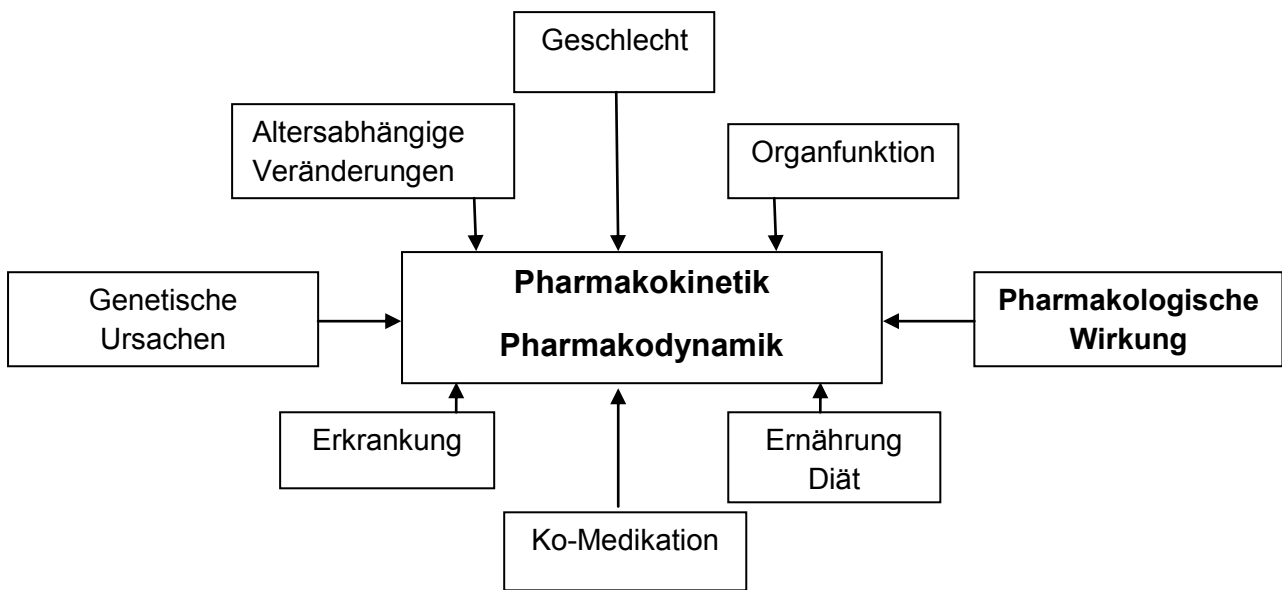 Geschlecht
Altersabhängige
Veränderungen
Organfunktion
Genetische
Ursachen
Pharmakokinetik
Pharmakodynamik
Pharmakologische
Wirkung
Erkrankung
Ko-Medikation
Ernährung
Diät